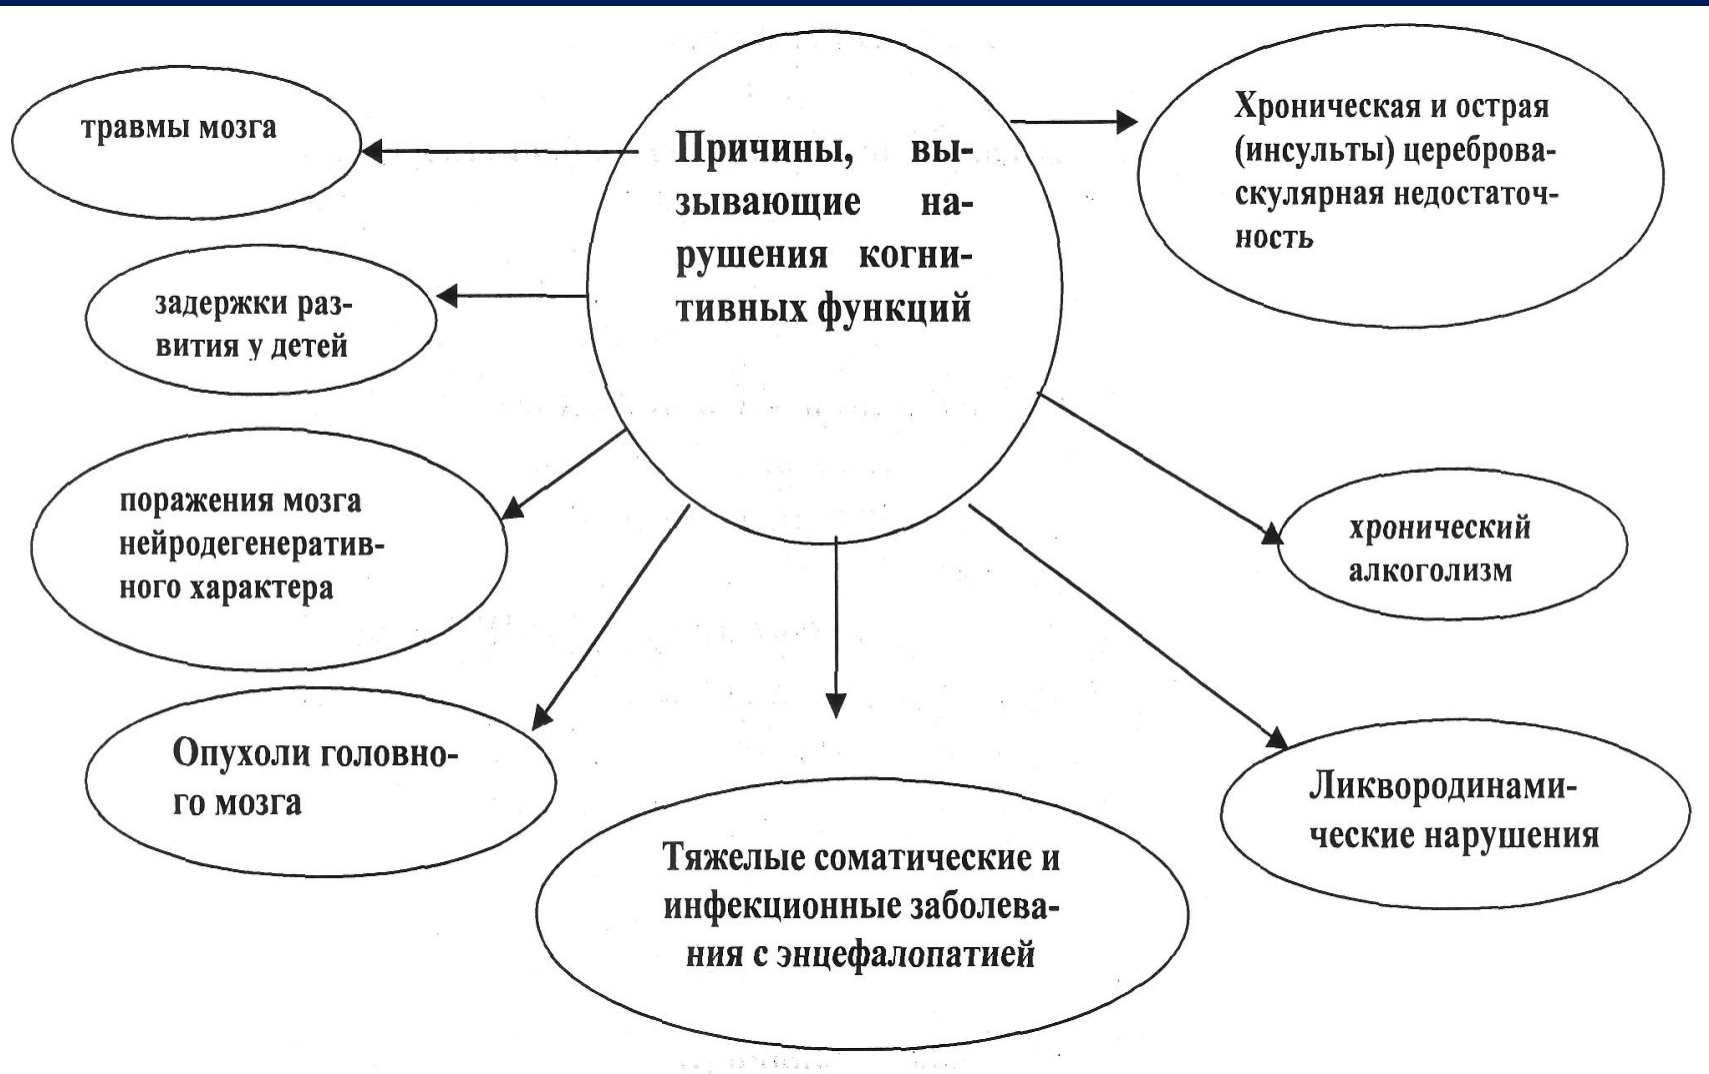 травмы мозга
задержки раз-
вития у детей
поражения мозга
нейродегенератив-
ного характера
Опухоли головно-
го мозга
Причины, вы-
зывающие на-
рушения когни-
тивных функций
Тяжелые соматические и
инфекционные заболева-
ния с энцефалопатией
Хроническая и острая
(инсульты) цереброва-
скулярная недостаточ-
ность
хронический
алкоголизм
Ликвородинами-
ческие нарушения